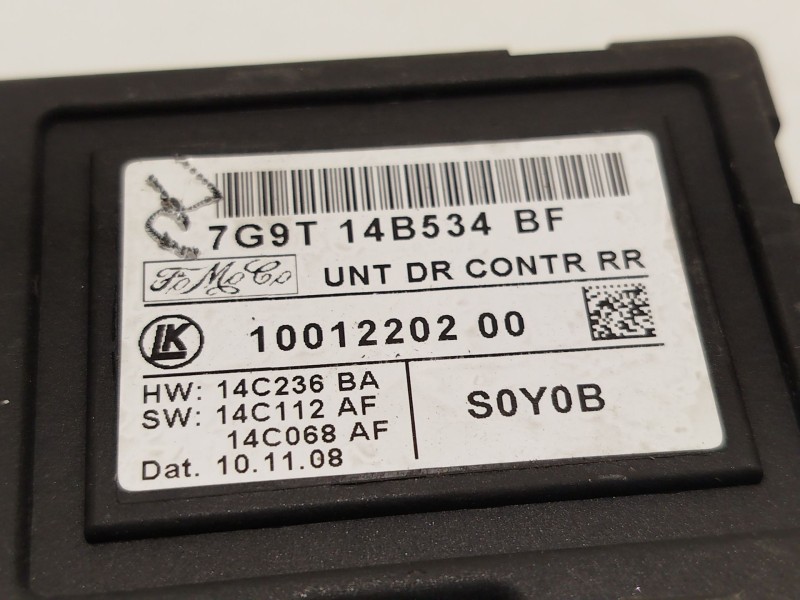 7G9T 14B534 BF
FoMoCo
UNT DR CONTR RR
LK
10012202 00
HW: 14C236 BA
SW: 14C112 AF
14C068 AF
Dat. 10.11.08
S0Y0B